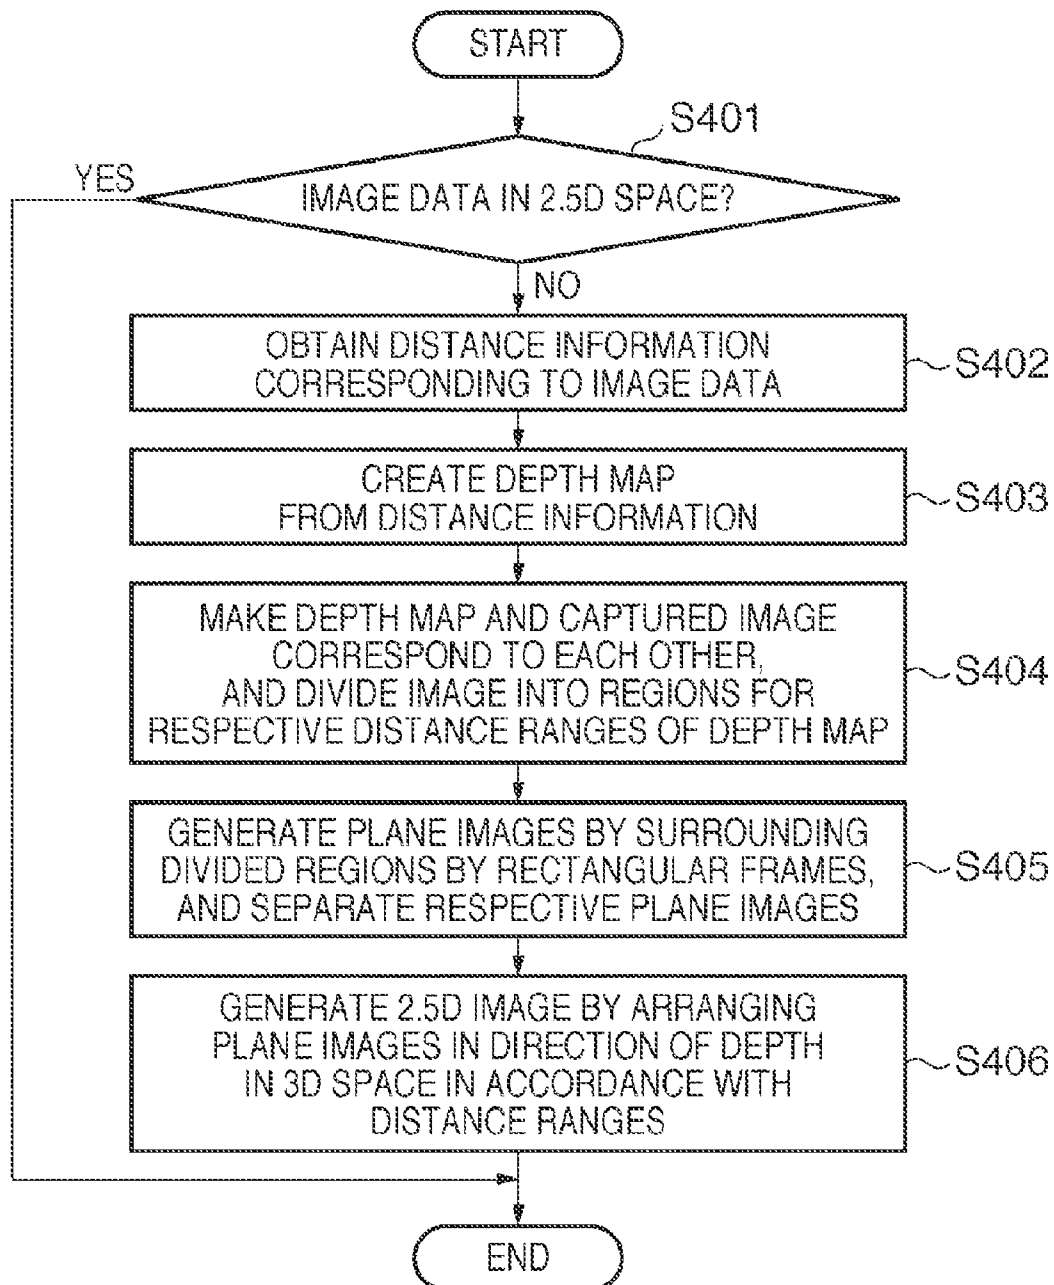 START
S401
YES
IMAGE DATA IN 2.5D SPACE?
NO
OBTAIN DISTANCE INFORMATION
CORRESPONDING TO IMAGE DATA
S402
CREATE DEPTH MAP
FROM DISTANCE INFORMATION
S403
MAKE DEPTH MAP AND CAPTURED IMAGE
CORRESPOND TO EACH OTHER,
AND DIVIDE IMAGE INTO REGIONS FOR
RESPECTIVE DISTANCE RANGES OF DEPTH MAP
S404
GENERATE PLANE IMAGES BY SURROUNDING
DIVIDED REGIONS BY RECTANGULAR FRAMES,
AND SEPARATE RESPECTIVE PLANE IMAGES
S405
GENERATE 2.5D IMAGE BY ARRANGING
PLANE IMAGES IN DIRECTION OF DEPTH
IN 3D SPACE IN ACCORDANCE WITH
DISTANCE RANGES
S406
END